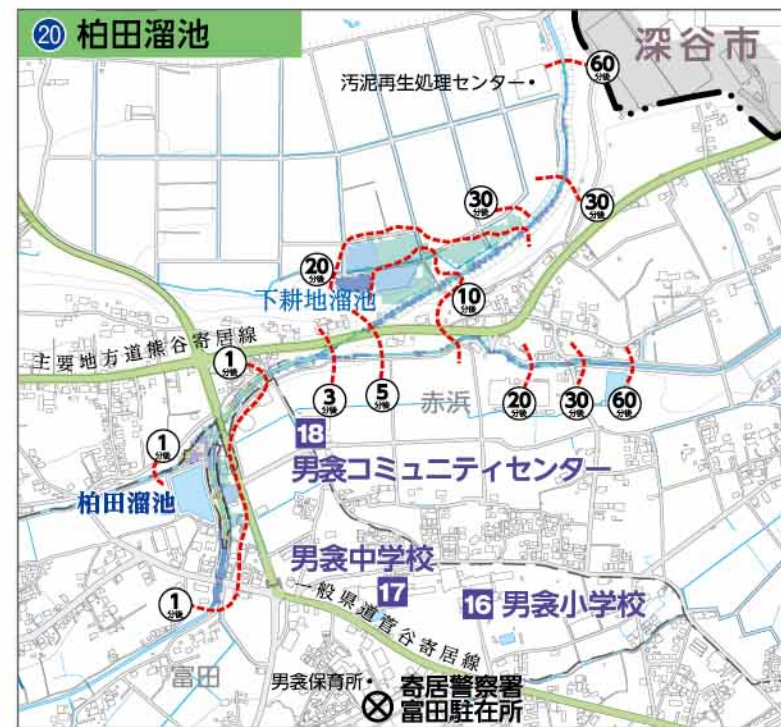 20 柏田溜池
深谷市
60分後
汚泥再生処理センター・
30分後
30分後
20分後
下耕地溜池
10分後
主要地方道熊谷寄居線
1分後
3分後
5分後
赤浜
20分後
30分後
60分後
18
男衾コミュニティセンター
1分後
柏田溜池
男衾中学校
17
16 男衾小学校
一般県道菅谷寄居線
1分後
富田
男衾保育所・
寄居警察署
富田駐在所